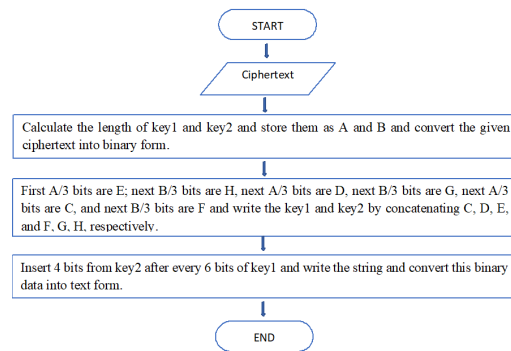 START
Ciphertext
Calculate the length of key1 and key2 and store them as A and B and convert the given
ciphertext into binary form.
First A/3 bits are E; next B/3 bits are H, next A/3 bits are D, next B/3 bits are G, next A/3
bits are C, and next B/3 bits are F and write the key1 and key2 by concatenating C, D, E,
and F, G, H, respectively.
Insert 4 bits from key2 after every 6 bits of key1 and write the string and convert this binary
data into text form.
END